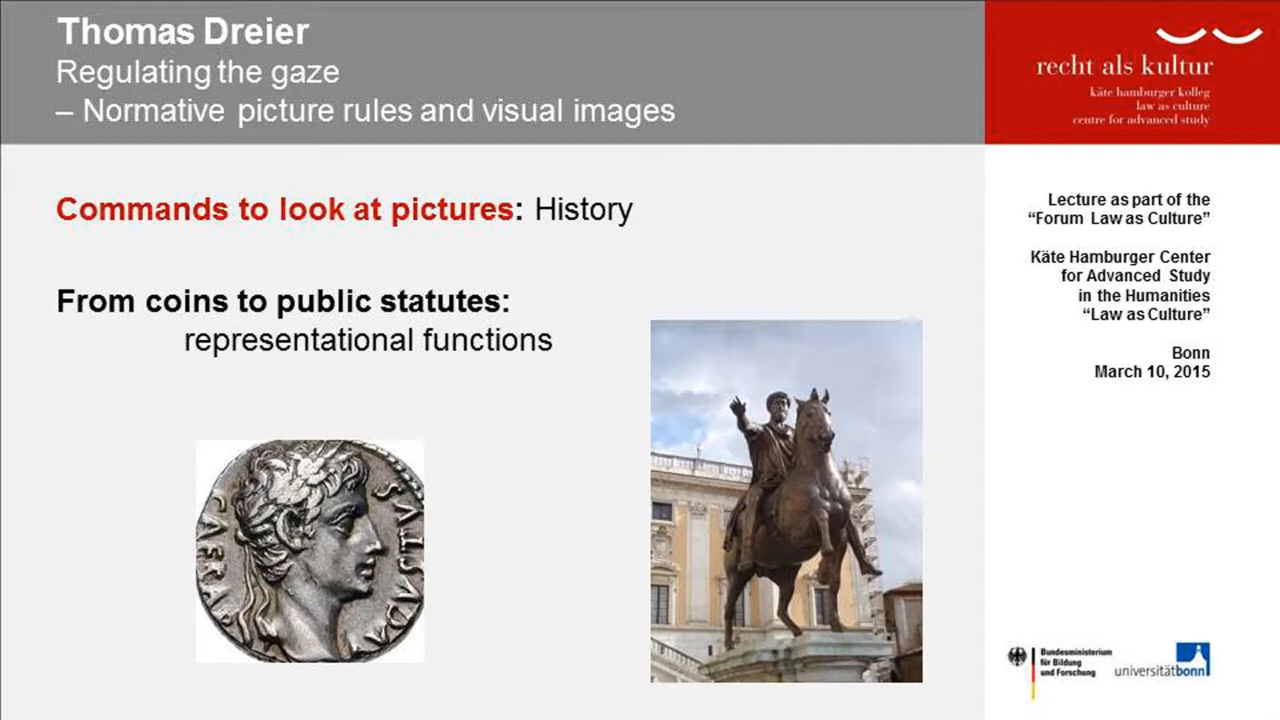 Thomas Dreier
Regulating the gaze
– Normative picture rules and visual images
recht als kultur
käte hamburger kolleg
law as culture
centre for advanced study
Commands to look at pictures: History
From coins to public statutes:
representational functions
Lecture as part of the
“Forum Law as Culture”
Käte Hamburger Center
for Advanced Study
in the Humanities
“Law as Culture”
Bonn
March 10, 2015
CAESAR
AVGVSTVS
Bundesministerium
für Bildung
und Forschung
universitätbonn